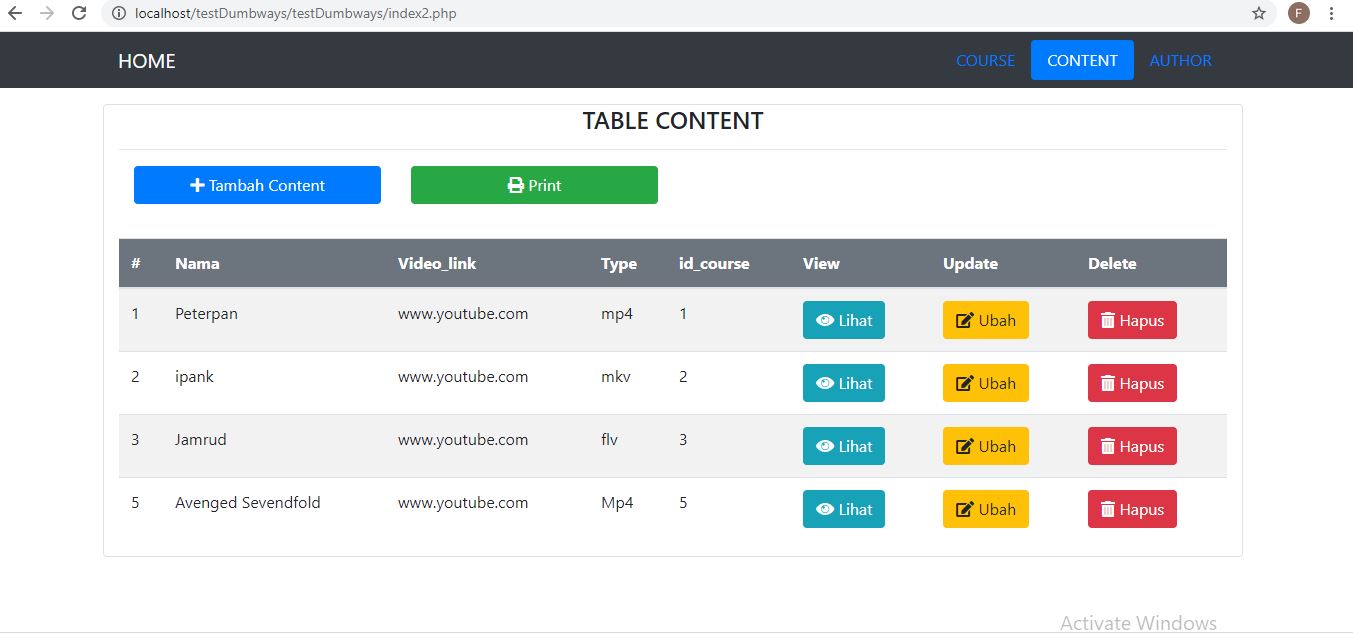 localhost/testDumbways/testDumbways/index2.php
F
HOME
COURSE
CONTENT
AUTHOR
TABLE CONTENT
Tambah Content
Print
# Nama Video_link Type id_course View Update Delete
1 Peterpan www.youtube.com mp4 1 Lihat Ubah Hapus
2 ipank www.youtube.com mkv 2 Lihat Ubah Hapus
3 Jamrud www.youtube.com flv 3 Lihat Ubah Hapus
5 Avenged Sevendfold www.youtube.com Mp4 5 Lihat Ubah Hapus
Activate Windows